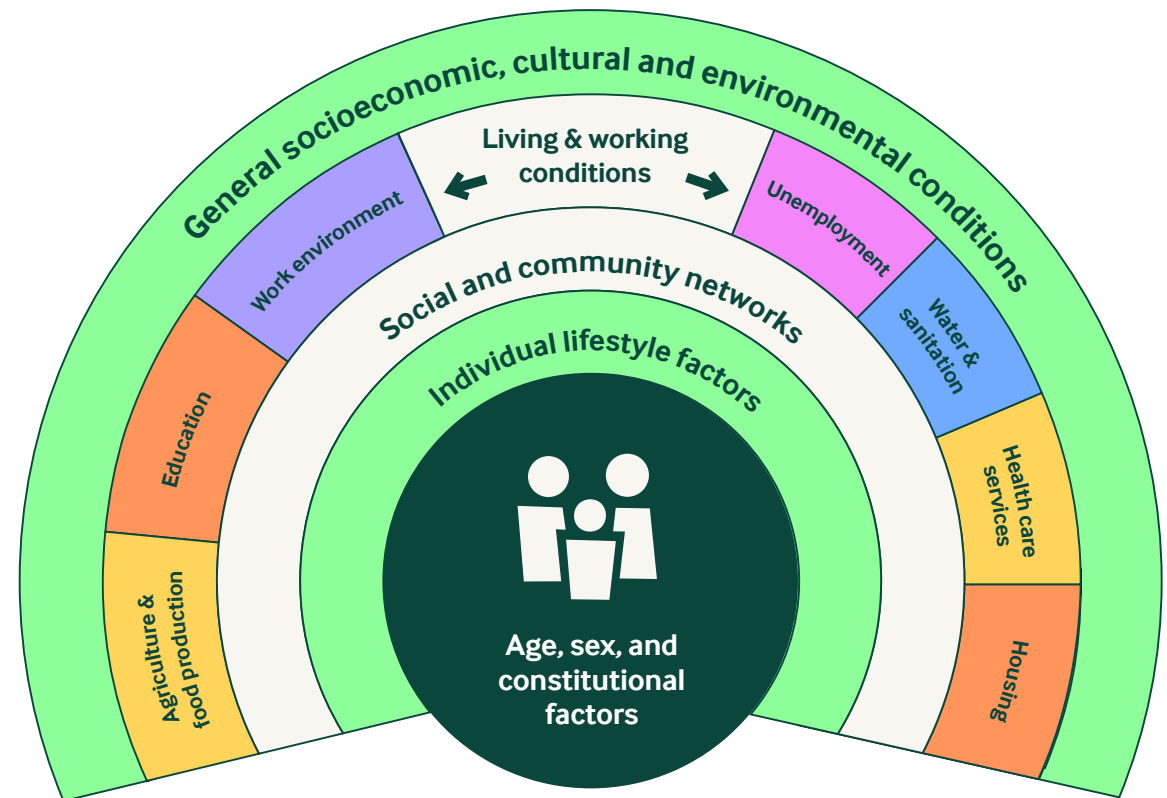 General socioeconomic, cultural and environmental conditions
Living & working
conditions
Work environment
Education
Agriculture &
food production
Unemployment
Water &
sanitation
Health care
services
Housing
Social and community networks
Individual lifestyle factors
Age, sex, and
constitutional
factors